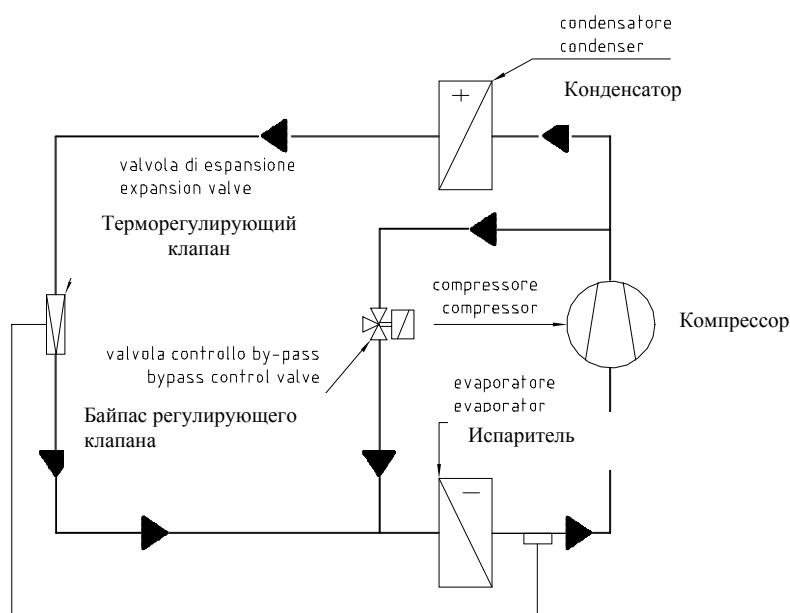 condensatore
condenser
Конденсатор
valvola di espansione
expansion valve
Терморегулирующий
клапан
compressore
compressor
Компрессор
valvola controllo by-pass
bypass control valve
Байпас регулирующего
клапана
evaporatore
evaporator
Испаритель